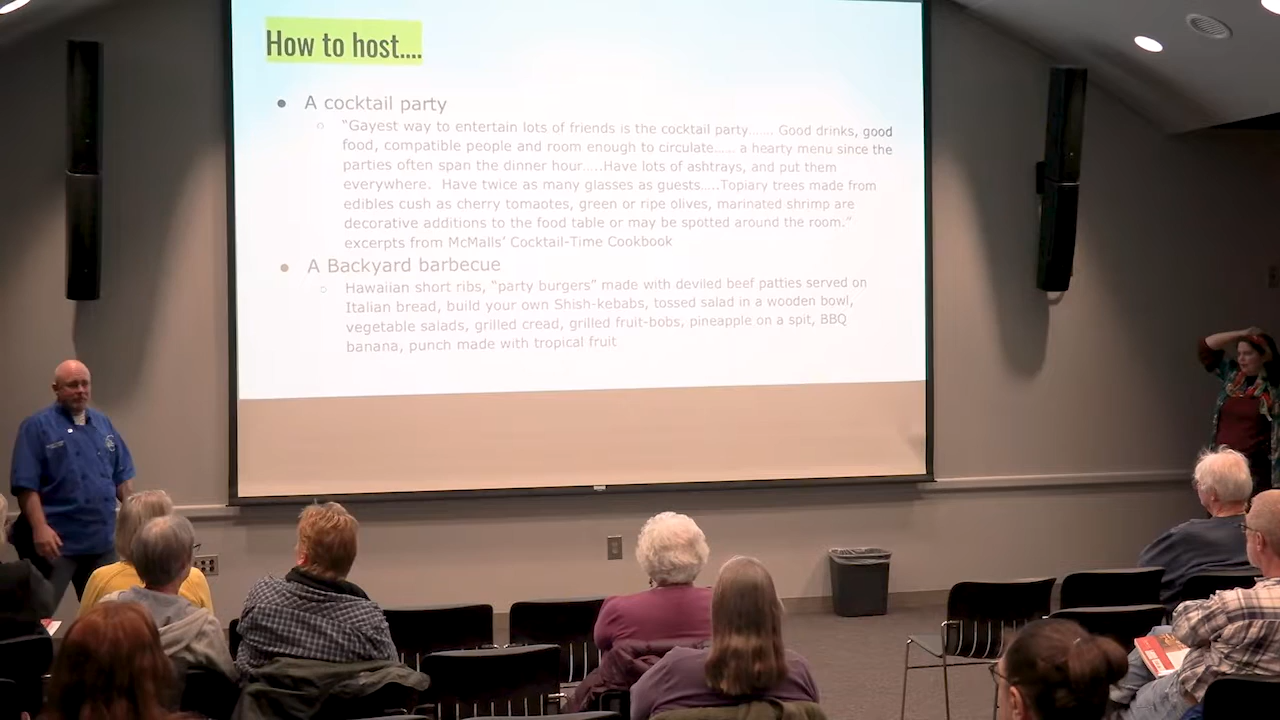 How to host....
● A cocktail party
○ “Gayest way to entertain lots of friends is the cocktail party...... Good drinks, good
food, compatible people and room enough to circulate..... a hearty menu since the
parties often span the dinner hour.....Have lots of ashtrays, and put them
everywhere. Have twice as many glasses as guests.....Topiary trees made from
edibles cush as cherry tomaotes, green or ripe olives, marinated shrimp are
decorative additions to the food table or may be spotted around the room.”
excerpts from McMalls’ Cocktail-Time Cookbook
● A Backyard barbecue
○ Hawaiian short ribs, “party burgers” made with deviled beef patties served on
Italian bread, build your own Shish-kebabs, tossed salad in a wooden bowl,
vegetable salads, grilled cread, grilled fruit-bobs, pineapple on a spit, BBQ
banana, punch made with tropical fruit